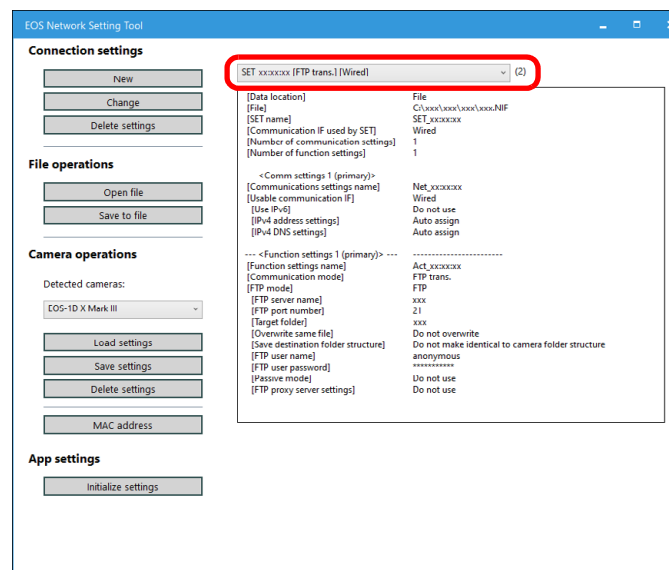 EOS Network Setting Tool
Connection settings
New
Change
Delete settings
File operations
Open file
Save to file
Camera operations
Detected cameras:
EOS-1D X Mark III
Load settings
Save settings
Delete settings
MAC address
App settings
Initialize settings
SET xx:xx:xx [FTP trans.] [Wired] (2)
[Data location] File
[File] C:\xxx\xxx\xxx\xxx.NIF
[SET name] SET_xx:xx:xx
[Communication IF used by SET] Wired
[Number of communication settings] 1
[Number of function settings] 1
<Comm settings 1 (primary)>
[Communications settings name] Net_xx:xx:xx
[Usable communication IF] Wired
[Use IPv6] Do not use
[IPv4 address settings] Auto assign
[IPv4 DNS settings] Auto assign
--- <Function settings 1 (primary)> --- ------------------------
[Function settings name] Act_xx:xx:xx
[Communication mode] FTP trans.
[FTP mode] FTP
[FTP server name] xxx
[FTP port number] 21
[Target folder] xxx
[Overwrite same file] Do not overwrite
[Save destination folder structure] Do not make identical to camera folder structure
[FTP user name] anonymous
[FTP user password] ***********
[Passive mode] Do not use
[FTP proxy server settings] Do not use